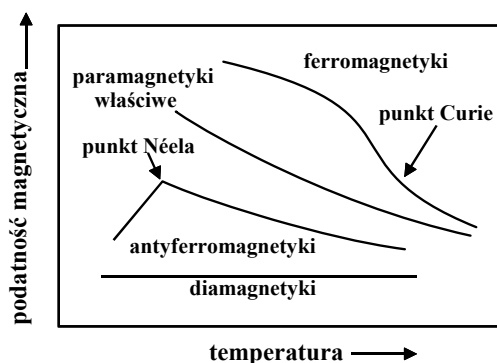 podatność magnetyczna
ferromagnetyki
paramagnetyki
właściwe
punkt Curie
punkt Néela
antyferromagnetyki
diamagnetyki
temperatura